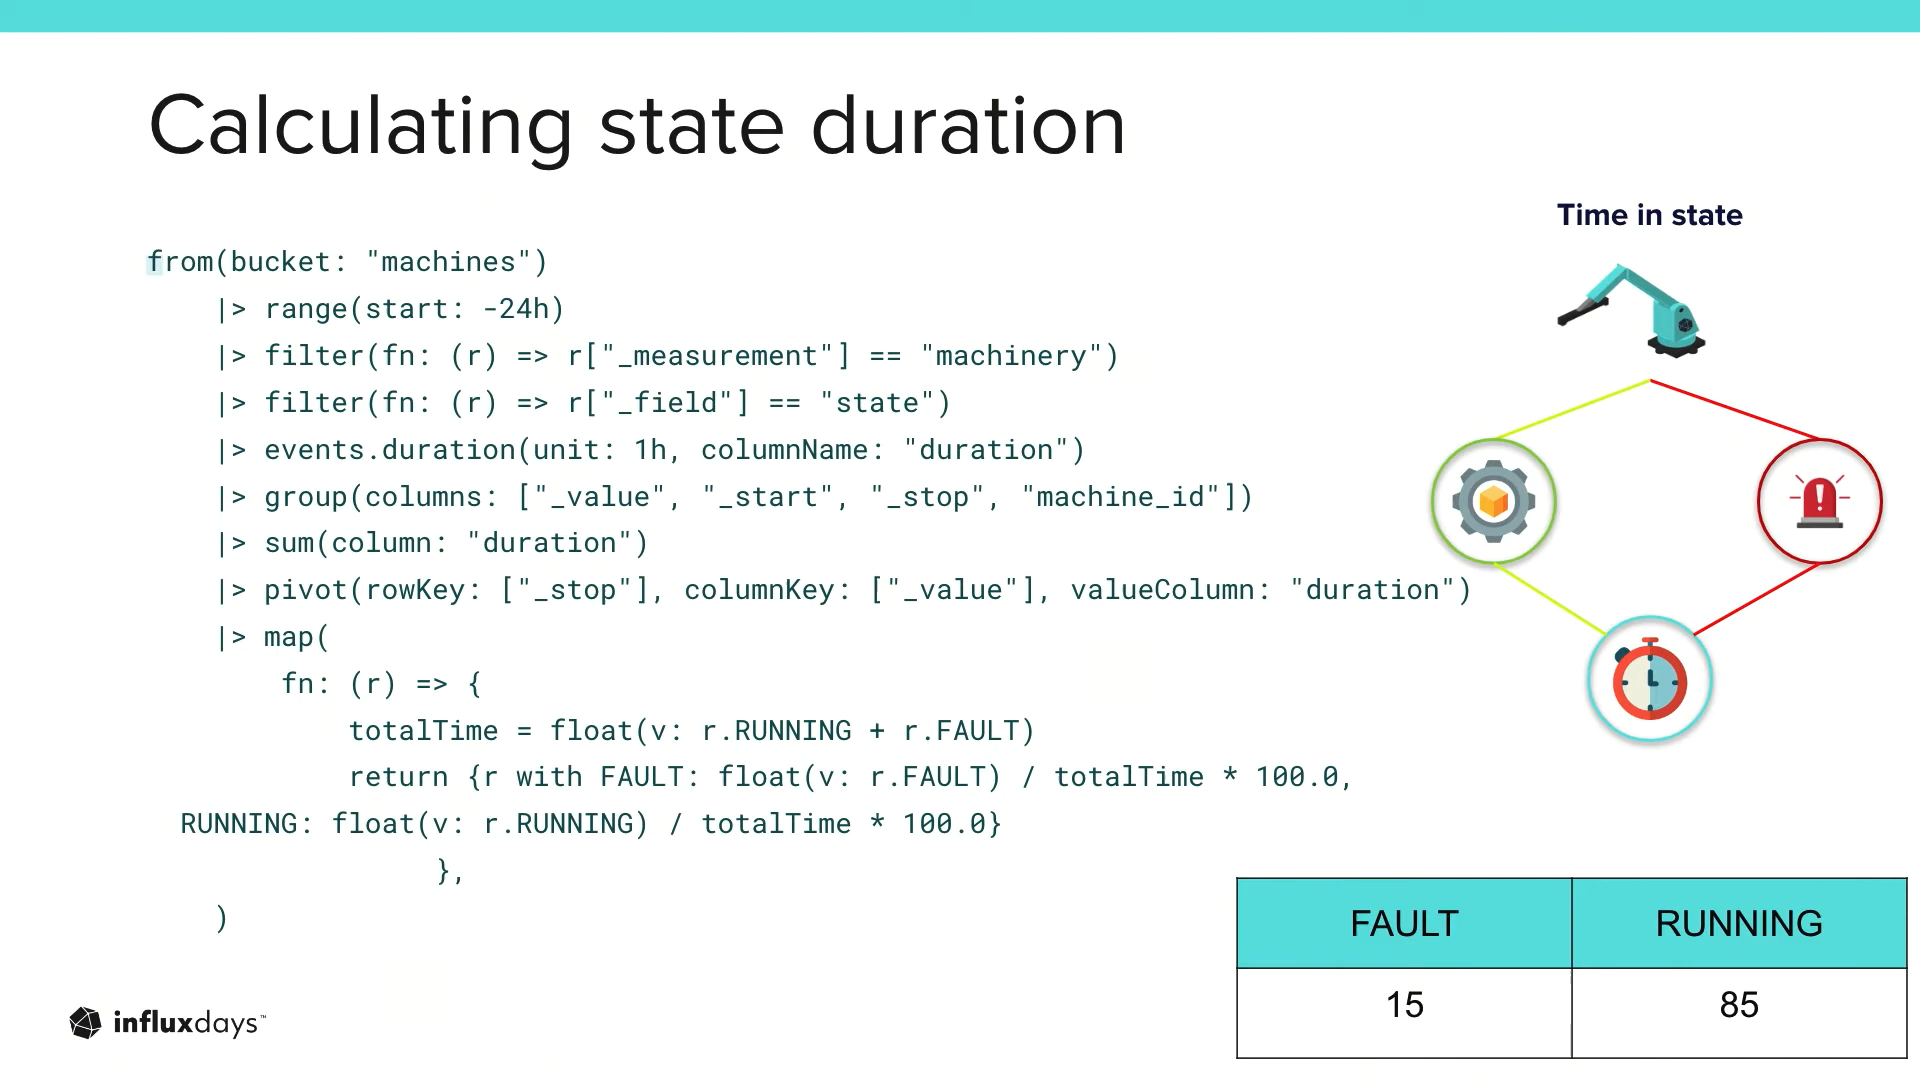 Calculating state duration
Time in state
from(bucket: "machines")
|> range(start: -24h)
|> filter(fn: (r) => r["_measurement"] == "machinery")
|> filter(fn: (r) => r["_field"] == "state")
|> events.duration(unit: 1h, columnName: "duration")
|> group(columns: ["_value", "_start", "_stop", "machine_id"])
|> sum(column: "duration")
|> pivot(rowKey: ["_stop"], columnKey: ["_value"], valueColumn: "duration")
|> map(
fn: (r) => {
totalTime = float(v: r.RUNNING + r.FAULT)
return {r with FAULT: float(v: r.FAULT) / totalTime * 100.0,
RUNNING: float(v: r.RUNNING) / totalTime * 100.0}
},
)
FAULT RUNNING
15 85
influxdays™